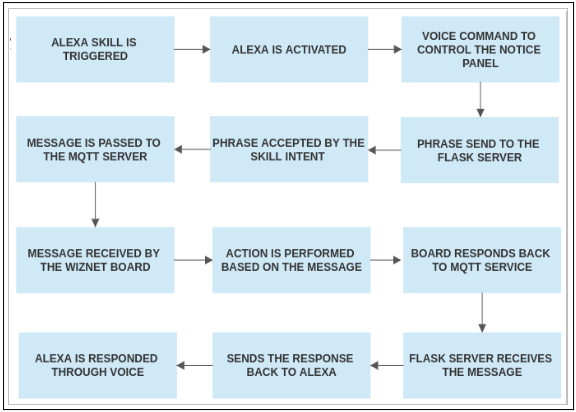 ALEXA SKILL IS
TRIGGERED
ALEXA IS ACTIVATED
VOICE COMMAND TO
CONTROL THE NOTICE
PANEL
PHRASE SEND TO THE
FLASK SERVER
PHRASE ACCEPTED BY THE
SKILL INTENT
MESSAGE IS PASSED TO
THE MQTT SERVER
MESSAGE RECEIVED BY
THE WIZNET BOARD
ACTION IS PERFORMED
BASED ON THE MESSAGE
BOARD RESPONDS BACK
TO MQTT SERVICE
FLASK SERVER RECEIVES
THE MESSAGE
SENDS THE RESPONSE
BACK TO ALEXA
ALEXA IS RESPONDED
THROUGH VOICE